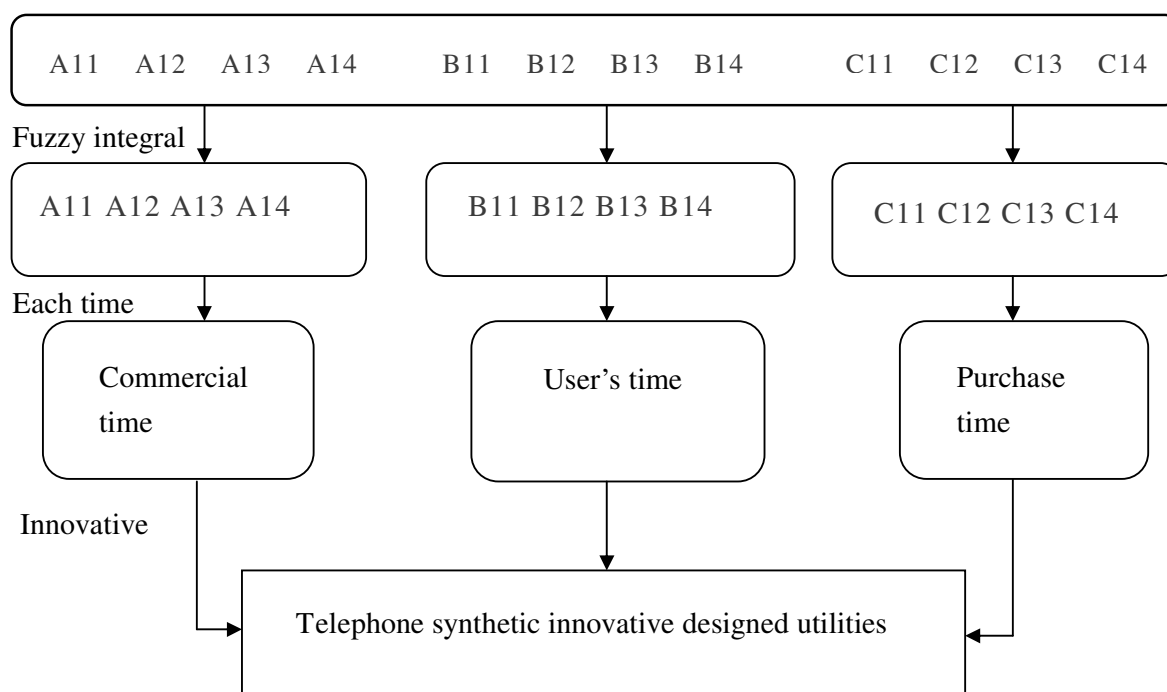 A11 A12 A13 A14 B11 B12 B13 B14 C11 C12 C13 C14
Fuzzy integral
A11 A12 A13 A14
B11 B12 B13 B14
C11 C12 C13 C14
Each time
Commercial
time
User’s time
Purchase
time
Innovative
Telephone synthetic innovative designed utilities